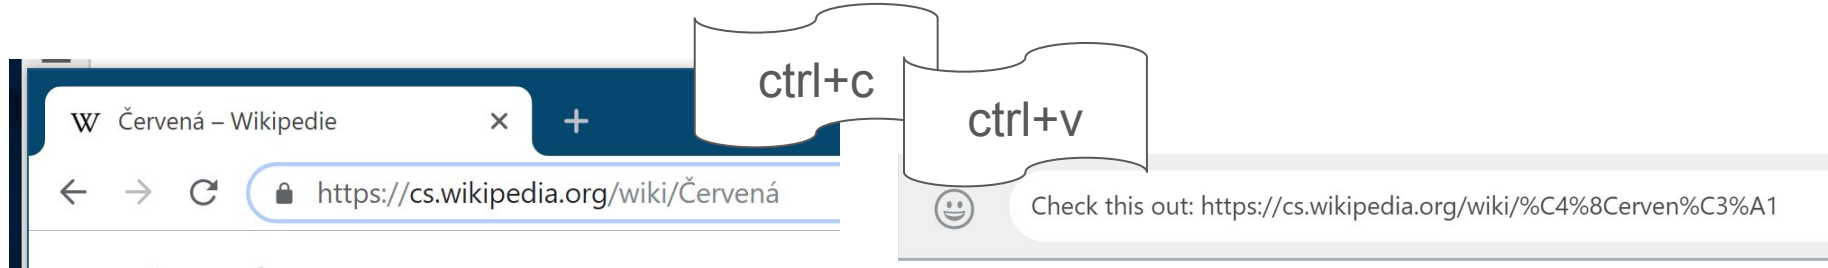 ctrl+c
ctrl+v
W Červená – Wikipedie
https://cs.wikipedia.org/wiki/Červená
Check this out: https://cs.wikipedia.org/wiki/%C4%8Cerven%C3%A1